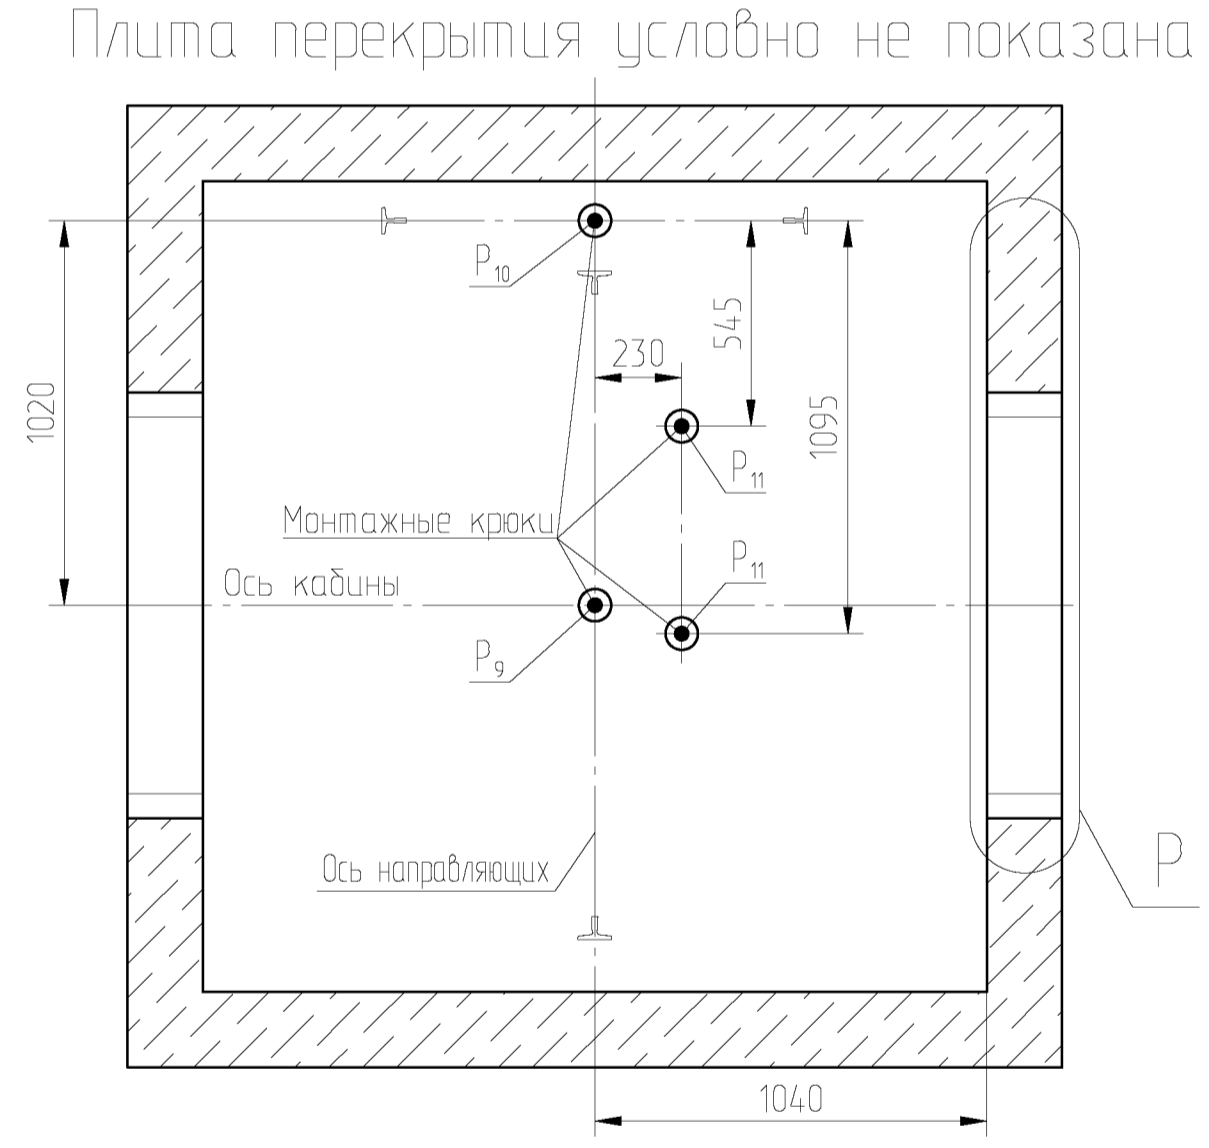 Плита перекрытия условно не показана
P10
545
230
1020
1095
P11
Монтажные крюки
P11
Ось кабины
P9
Ось направляющих
P
1040